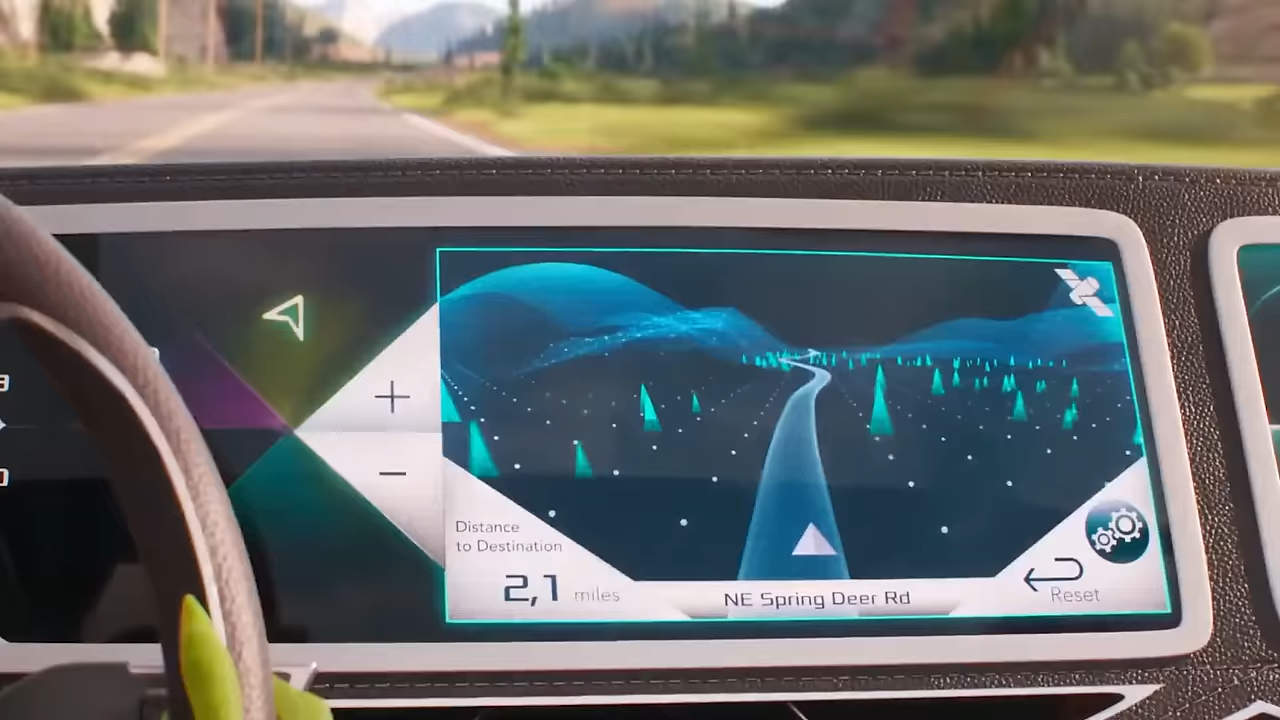 Distance
to Destination
2,1 miles
NE Spring Deer Rd
Reset